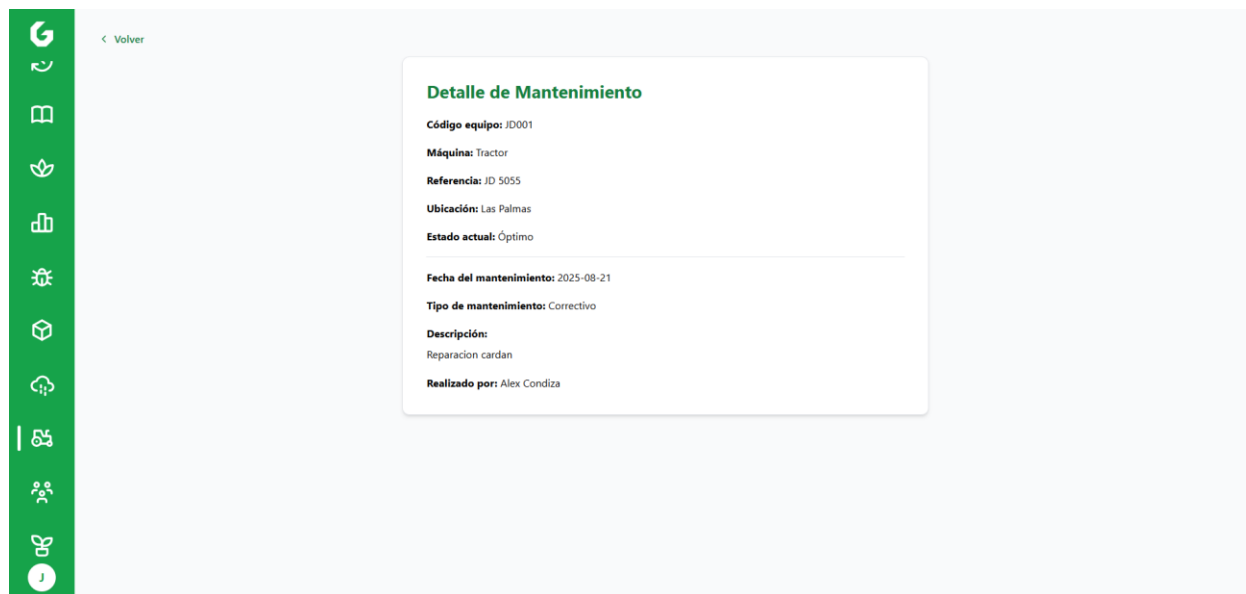 G
Volver
Detalle de Mantenimiento
Código equipo: JD001
Máquina: Tractor
Referencia: JD 5055
Ubicación: Las Palmas
Estado actual: Óptimo
Fecha del mantenimiento: 2025-08-21
Tipo de mantenimiento: Correctivo
Descripción:
Reparacion cardan
Realizado por: Alex Condiza
J